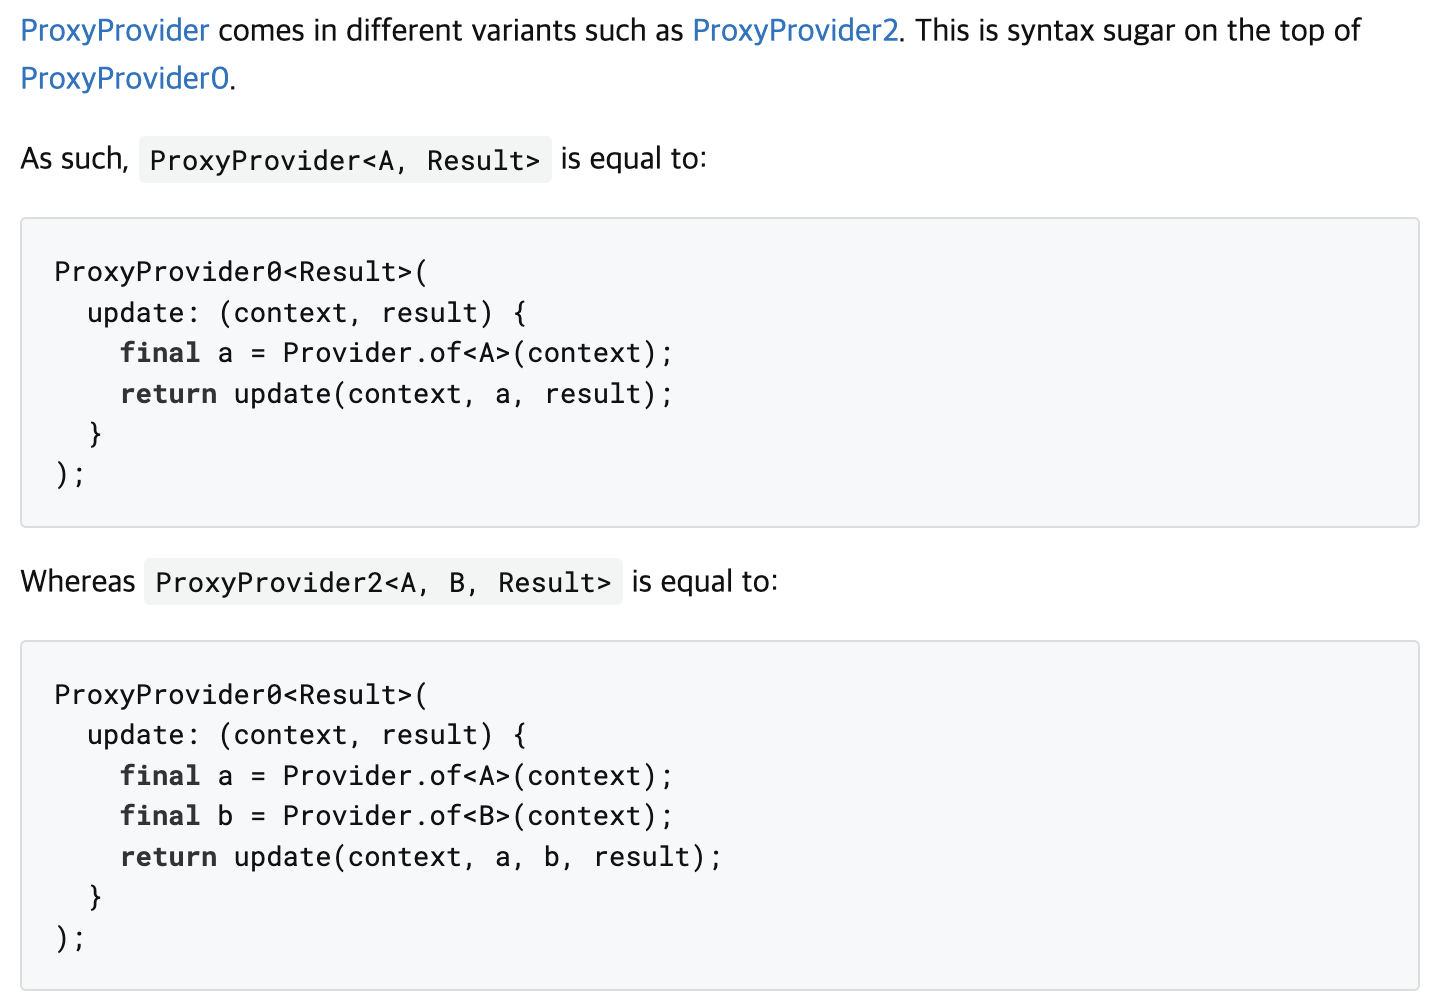 ProxyProvider comes in different variants such as ProxyProvider2. This is syntax sugar on the top of
ProxyProvider0.
As such, ProxyProvider<A, Result> is equal to:
ProxyProvider0<Result>(
  update: (context, result) {
    final a = Provider.of<A>(context);
    return update(context, a, result);
  }
);
Whereas ProxyProvider2<A, B, Result> is equal to:
ProxyProvider0<Result>(
  update: (context, result) {
    final a = Provider.of<A>(context);
    final b = Provider.of<B>(context);
    return update(context, a, b, result);
  }
);